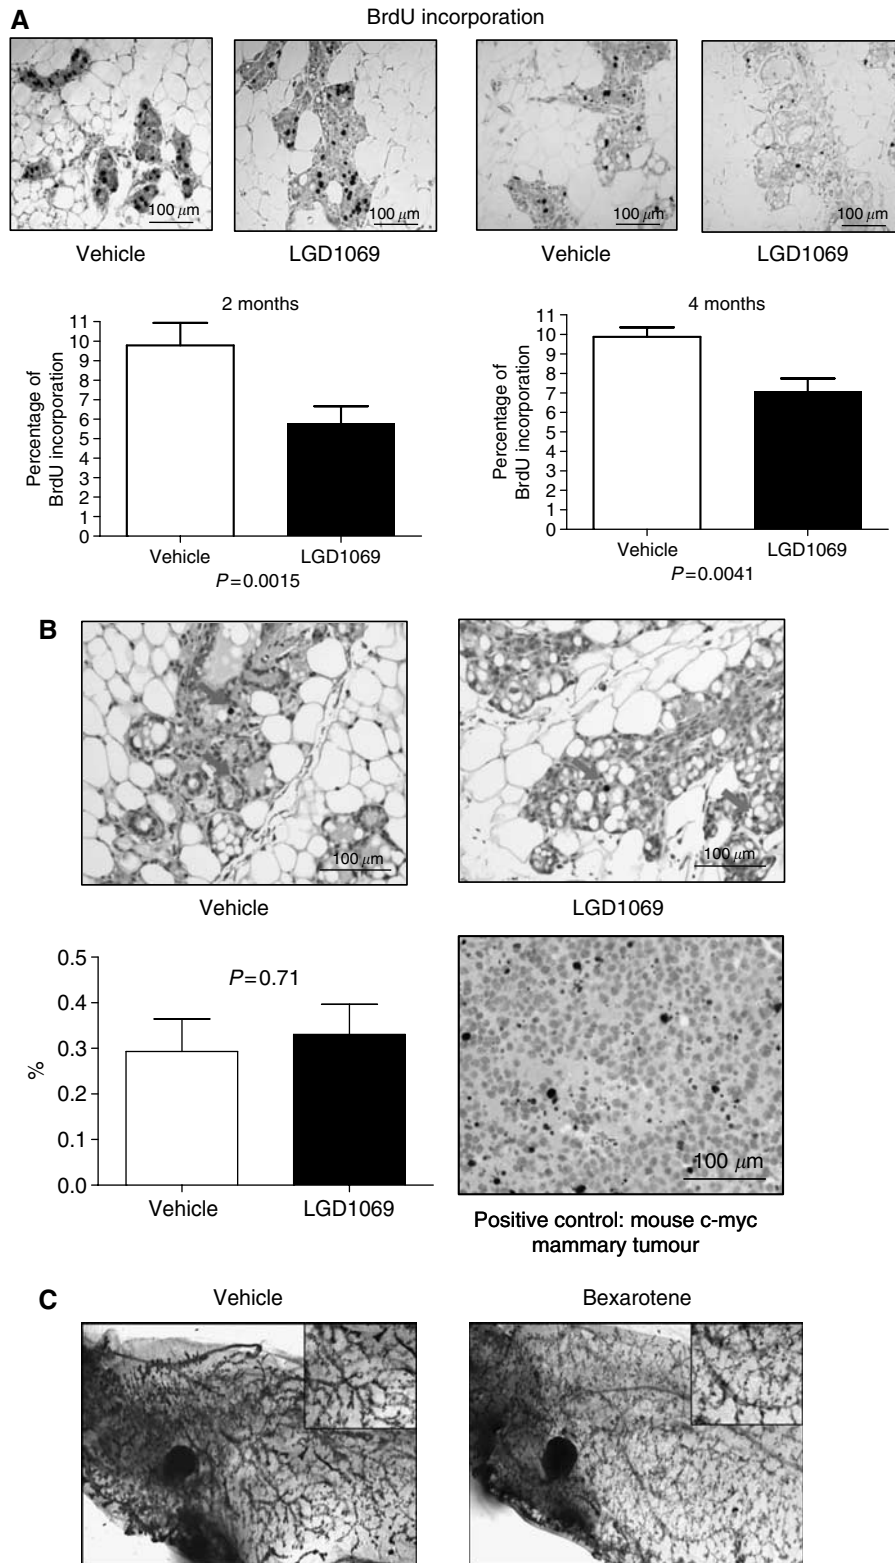 A
BrdU incorporation
100 μm
100 μm
100 μm
100 μm
Vehicle
LGD1069
Vehicle
LGD1069
2 months
11
10
9
8
7
6
5
4
3
2
1
0
Percentage of
BrdU incorporation
Vehicle
LGD1069
P=0.0015
4 months
11
10
9
8
7
6
5
4
3
2
1
0
Percentage of
BrdU incorporation
Vehicle
LGD1069
P=0.0041
B
100 μm
100 μm
Vehicle
LGD1069
0.5
0.4
0.3
0.2
0.1
0.0
%
P=0.71
Vehicle
LGD1069
100 μm
Positive control: mouse c-myc
mammary tumour
C
Vehicle
Bexarotene